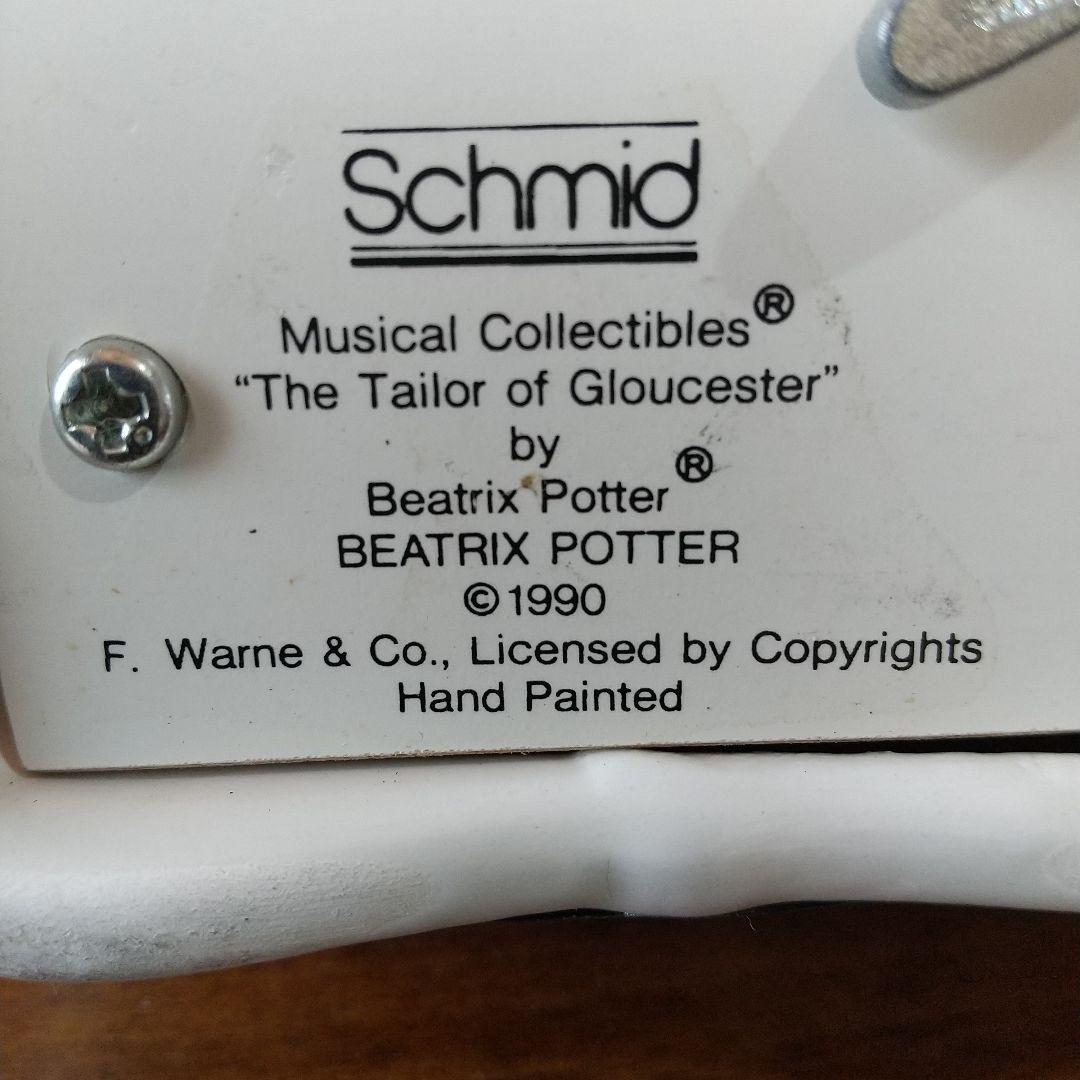 Schmid
Musical Collectibles®
“The Tailor of Gloucester”
by
Beatrix Potter®
BEATRIX POTTER
©1990
F. Warne & Co., Licensed by Copyrights
Hand Painted